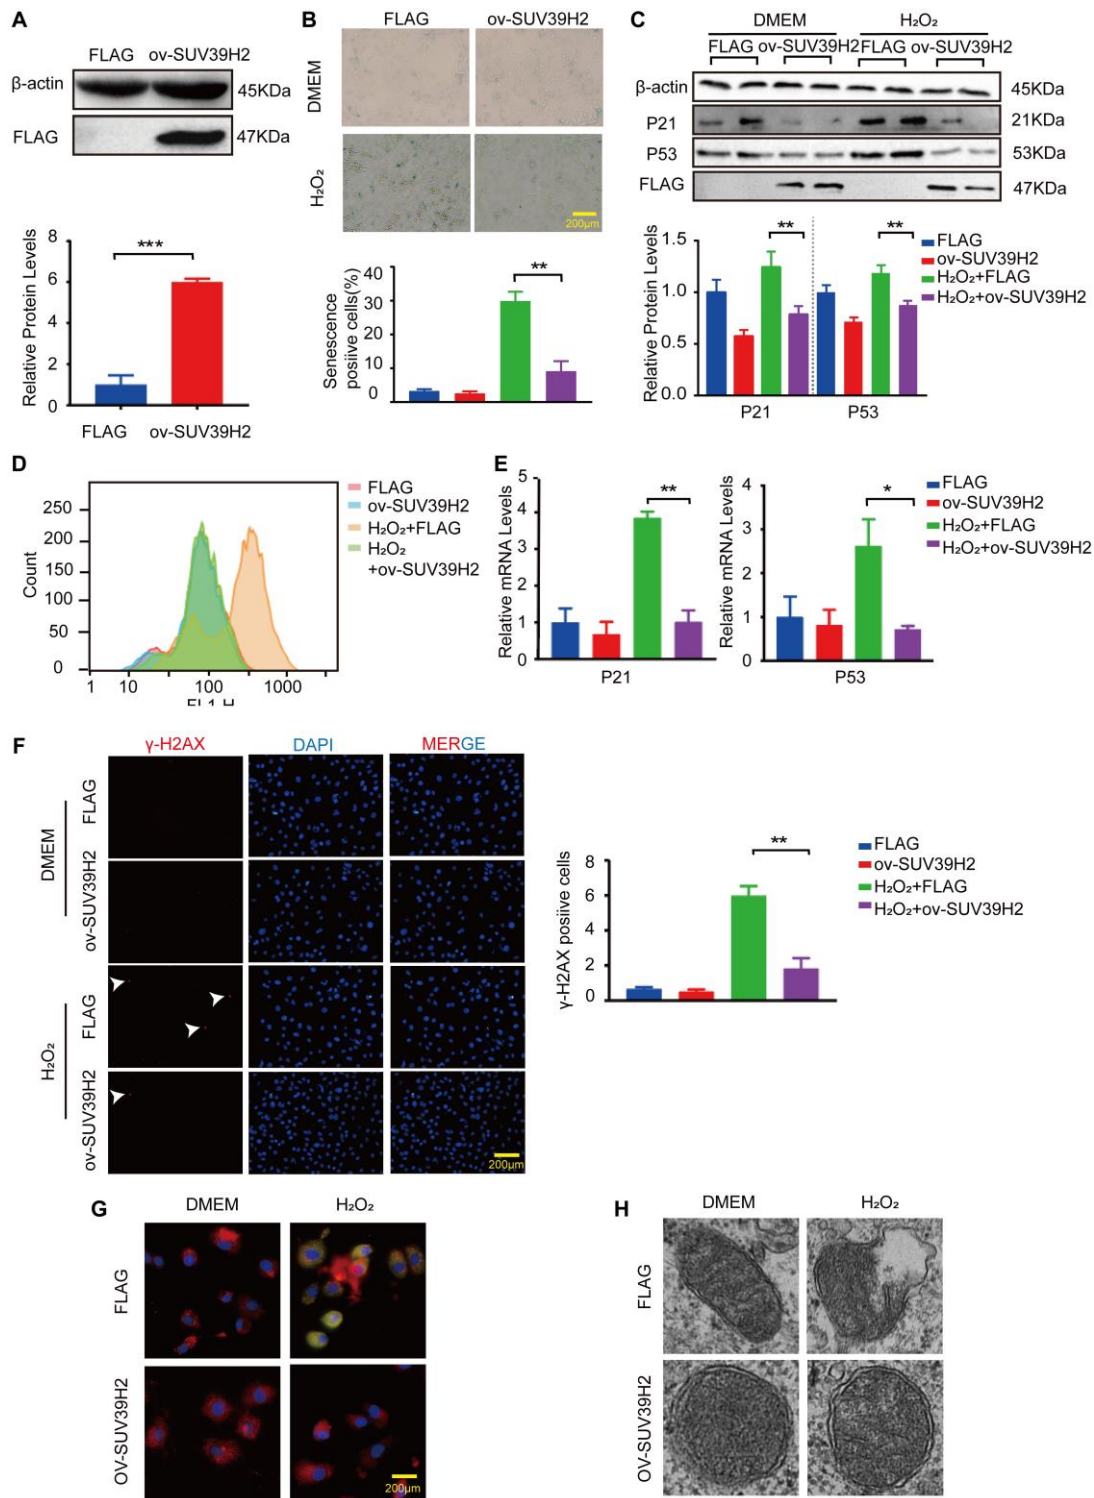 A
FLAG ov-SUV39H2
β-actin 45KDa
FLAG 47KDa
Relative Protein Levels
8
6
4
2
0
***
FLAG ov-SUV39H2
B
FLAG ov-SUV39H2
DMEM
H₂O₂
200μm
Senescence
posiive cells(%)
40
30
20
10
0
**
C
DMEM H₂O₂
FLAG ov-SUV39H2 FLAG ov-SUV39H2
β-actin 45KDa
P21 21KDa
P53 53KDa
FLAG 47KDa
Relative Protein Levels
1.5
1.0
0.5
0.0
** **
P21 P53
FLAG
ov-SUV39H2
H₂O₂+FLAG
H₂O₂+ov-SUV39H2
D
Count
250
200
150
100
50
0
1 10 100 1000
FL1-H
FLAG
ov-SUV39H2
H₂O₂+FLAG
H₂O₂
+ov-SUV39H2
E
Relative mRNA Levels
5
4
3
2
1
0
**
P21
Relative mRNA Levels
4
3
2
1
0
*
P53
FLAG
ov-SUV39H2
H₂O₂+FLAG
H₂O₂+ov-SUV39H2
F
γ-H2AX DAPI MERGE
DMEM
FLAG
ov-SUV39H2
H₂O₂
FLAG
ov-SUV39H2
200μm
γ-H2AX posiive cells
8
6
4
2
0
**
FLAG
ov-SUV39H2
H₂O₂+FLAG
H₂O₂+ov-SUV39H2
G
DMEM H₂O₂
FLAG
OV-SUV39H2
200μm
H
DMEM H₂O₂
FLAG
OV-SUV39H2